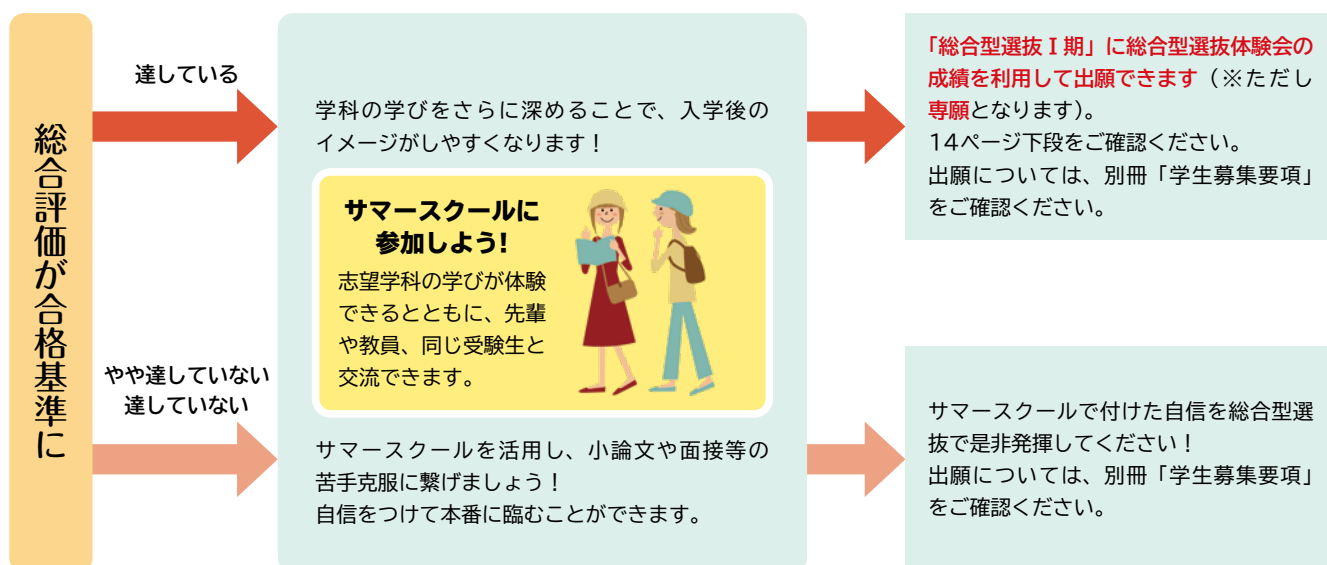 総合評価が合格基準に
達している
学科の学びをさらに深めることで、入学後の
イメージがしやすくなります！
サマースクールに
参加しよう!
志望学科の学びが体験
できるとともに、先輩
や教員、同じ受験生と
交流できます。
「総合型選抜Ⅰ期」に総合型選抜体験会の
成績を利用して出願できます（※ただし
専願となります）。
14ページ下段をご確認ください。
出願については、別冊「学生募集要項」
をご確認ください。
やや達していない
達していない
サマースクールを活用し、小論文や面接等の
苦手克服に繋げましょう！
自信をつけて本番に臨むことができます。
サマースクールで付けた自信を総合型選
抜で是非発揮してください！
出願については、別冊「学生募集要項」
をご確認ください。